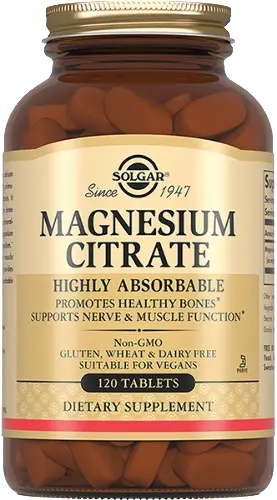 SOLGAR®
Since 1947
MAGNESIUM
CITRATE
HIGHLY ABSORBABLE
PROMOTES HEALTHY BONES*
SUPPORTS NERVE & MUSCLE FUNCTION*
Non-GMO
GLUTEN, WHEAT & DAIRY FREE
SUITABLE FOR VEGANS
PARVE
120 TABLETS
DIETARY SUPPLEMENT